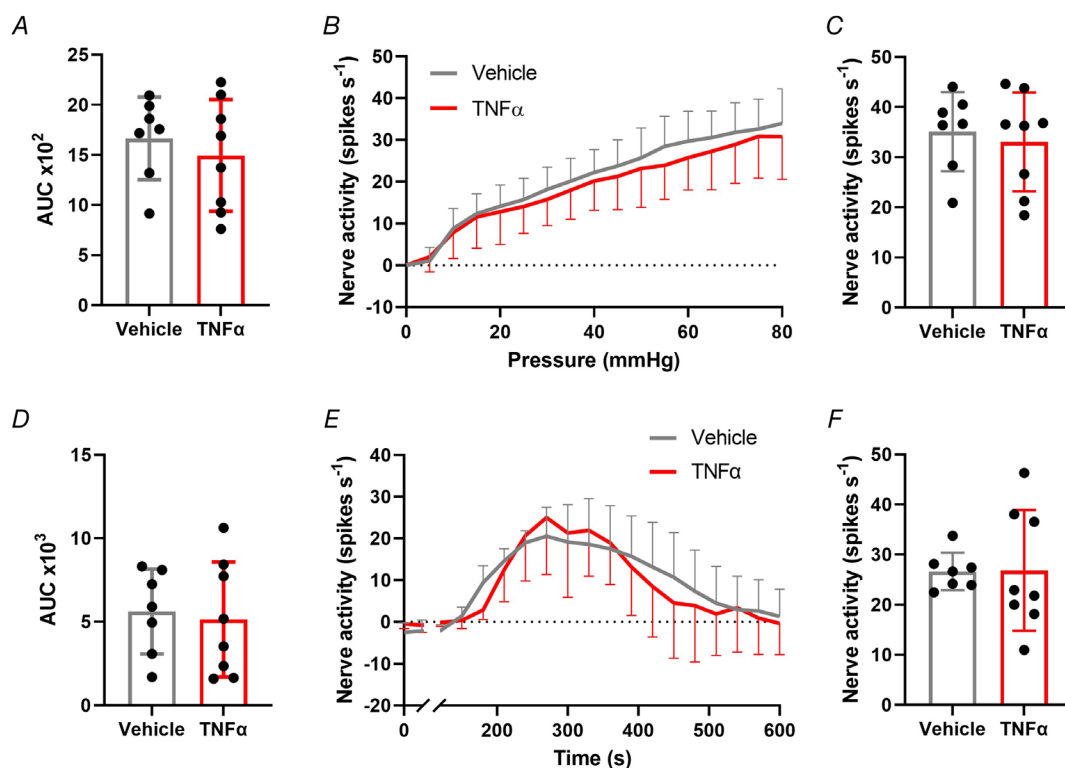 A
AUC x10²
25
20
15
10
5
0
Vehicle TNFα
B
Nerve activity (spikes s⁻¹)
50
40
30
20
10
0
-10
Vehicle
TNFα
0 20 40 60 80
Pressure (mmHg)
C
Nerve activity (spikes s⁻¹)
50
40
30
20
10
0
Vehicle TNFα
D
AUC x10³
15
10
5
0
Vehicle TNFα
E
Nerve activity (spikes s⁻¹)
40
30
20
10
0
-10
-20
Vehicle
TNFα
0 200 300 400 500 600
Time (s)
F
Nerve activity (spikes s⁻¹)
50
40
30
20
10
0
Vehicle TNFα